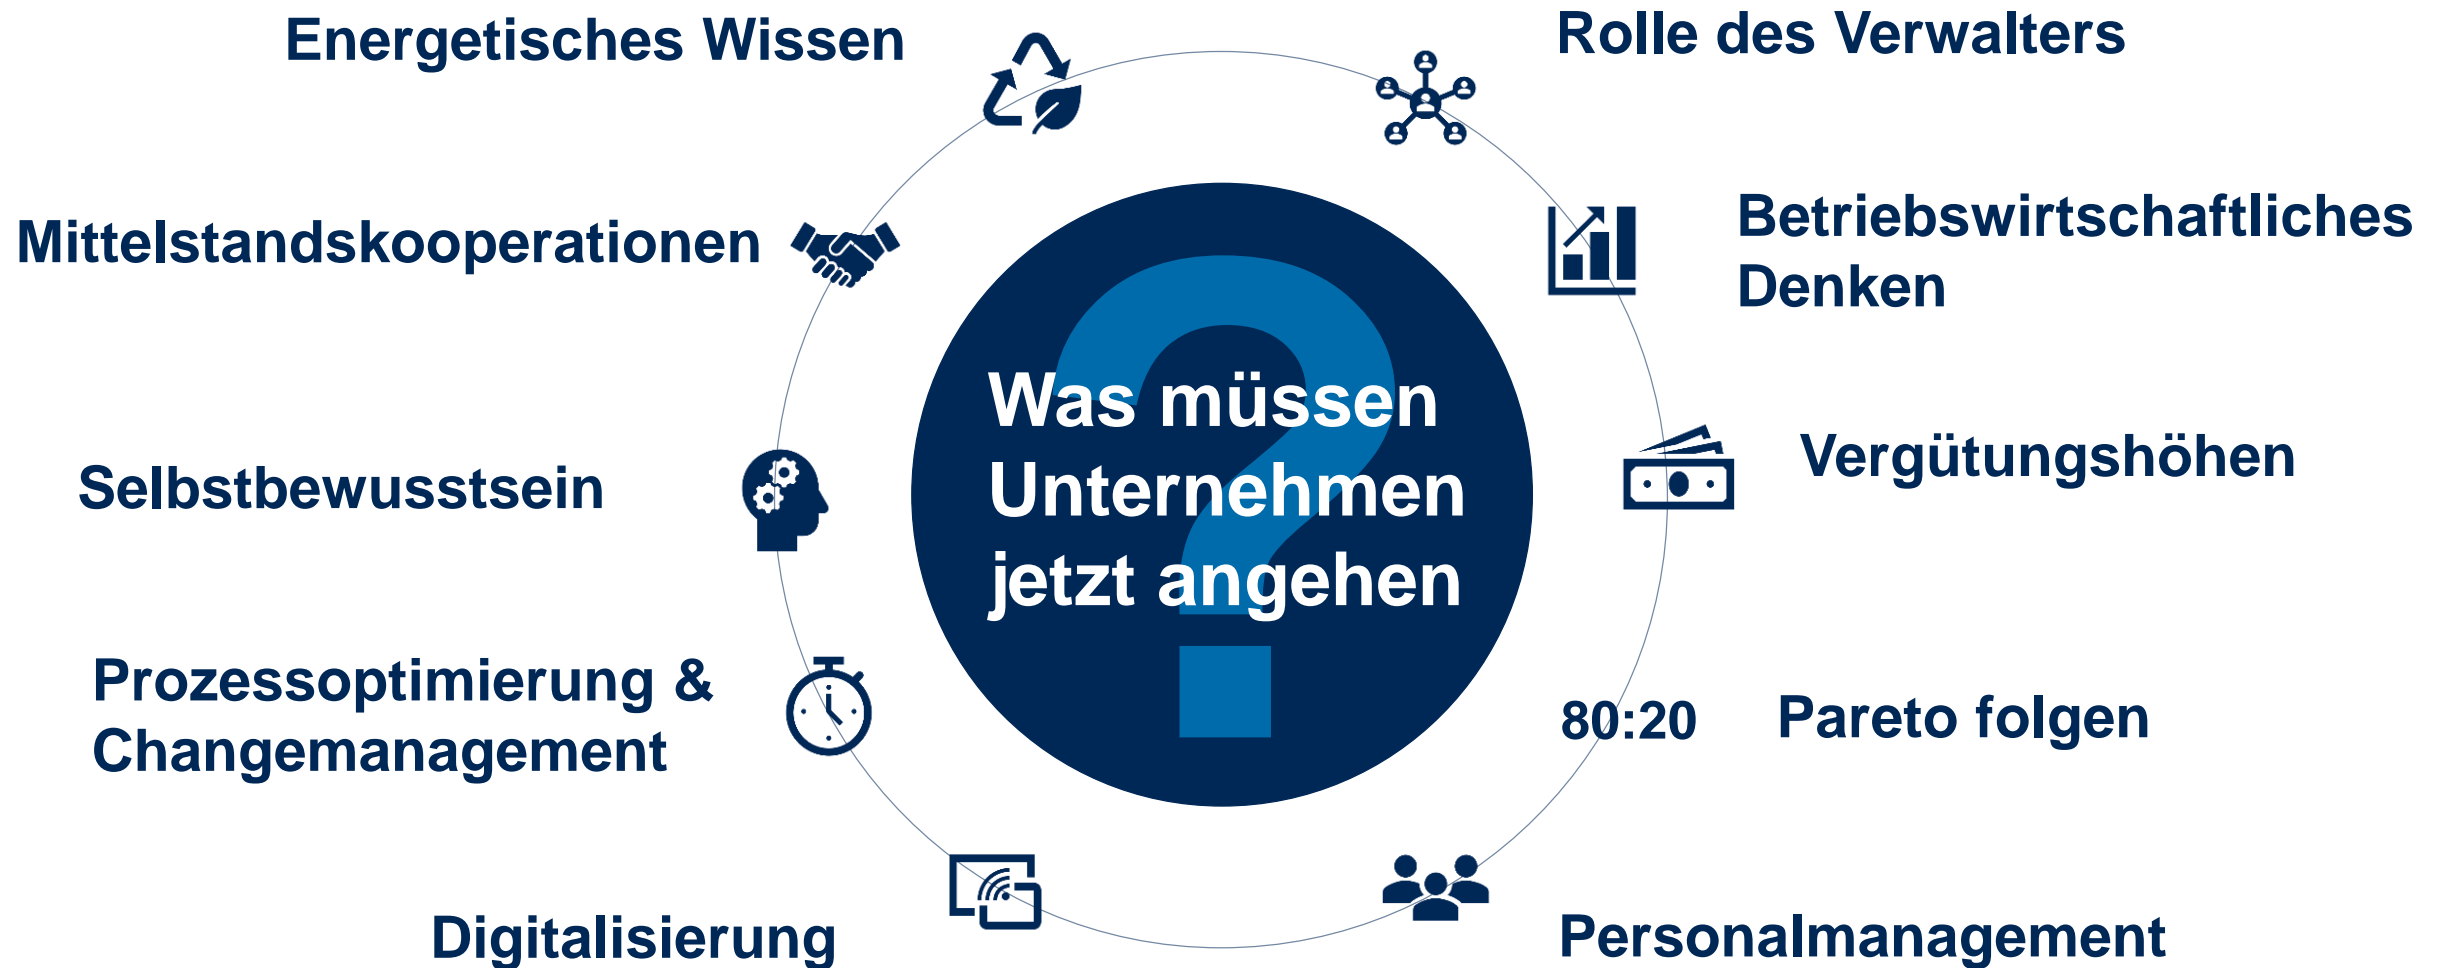 Energetisches Wissen
Rolle des Verwalters
Mittelstandskooperationen
Betriebswirtschaftliches
Denken
Was müssen
Unternehmen
jetzt angehen
?
Selbstbewusstsein
Vergütungshöhen
Prozessoptimierung &
Changemanagement
80:20
Pareto folgen
Digitalisierung
Personalmanagement